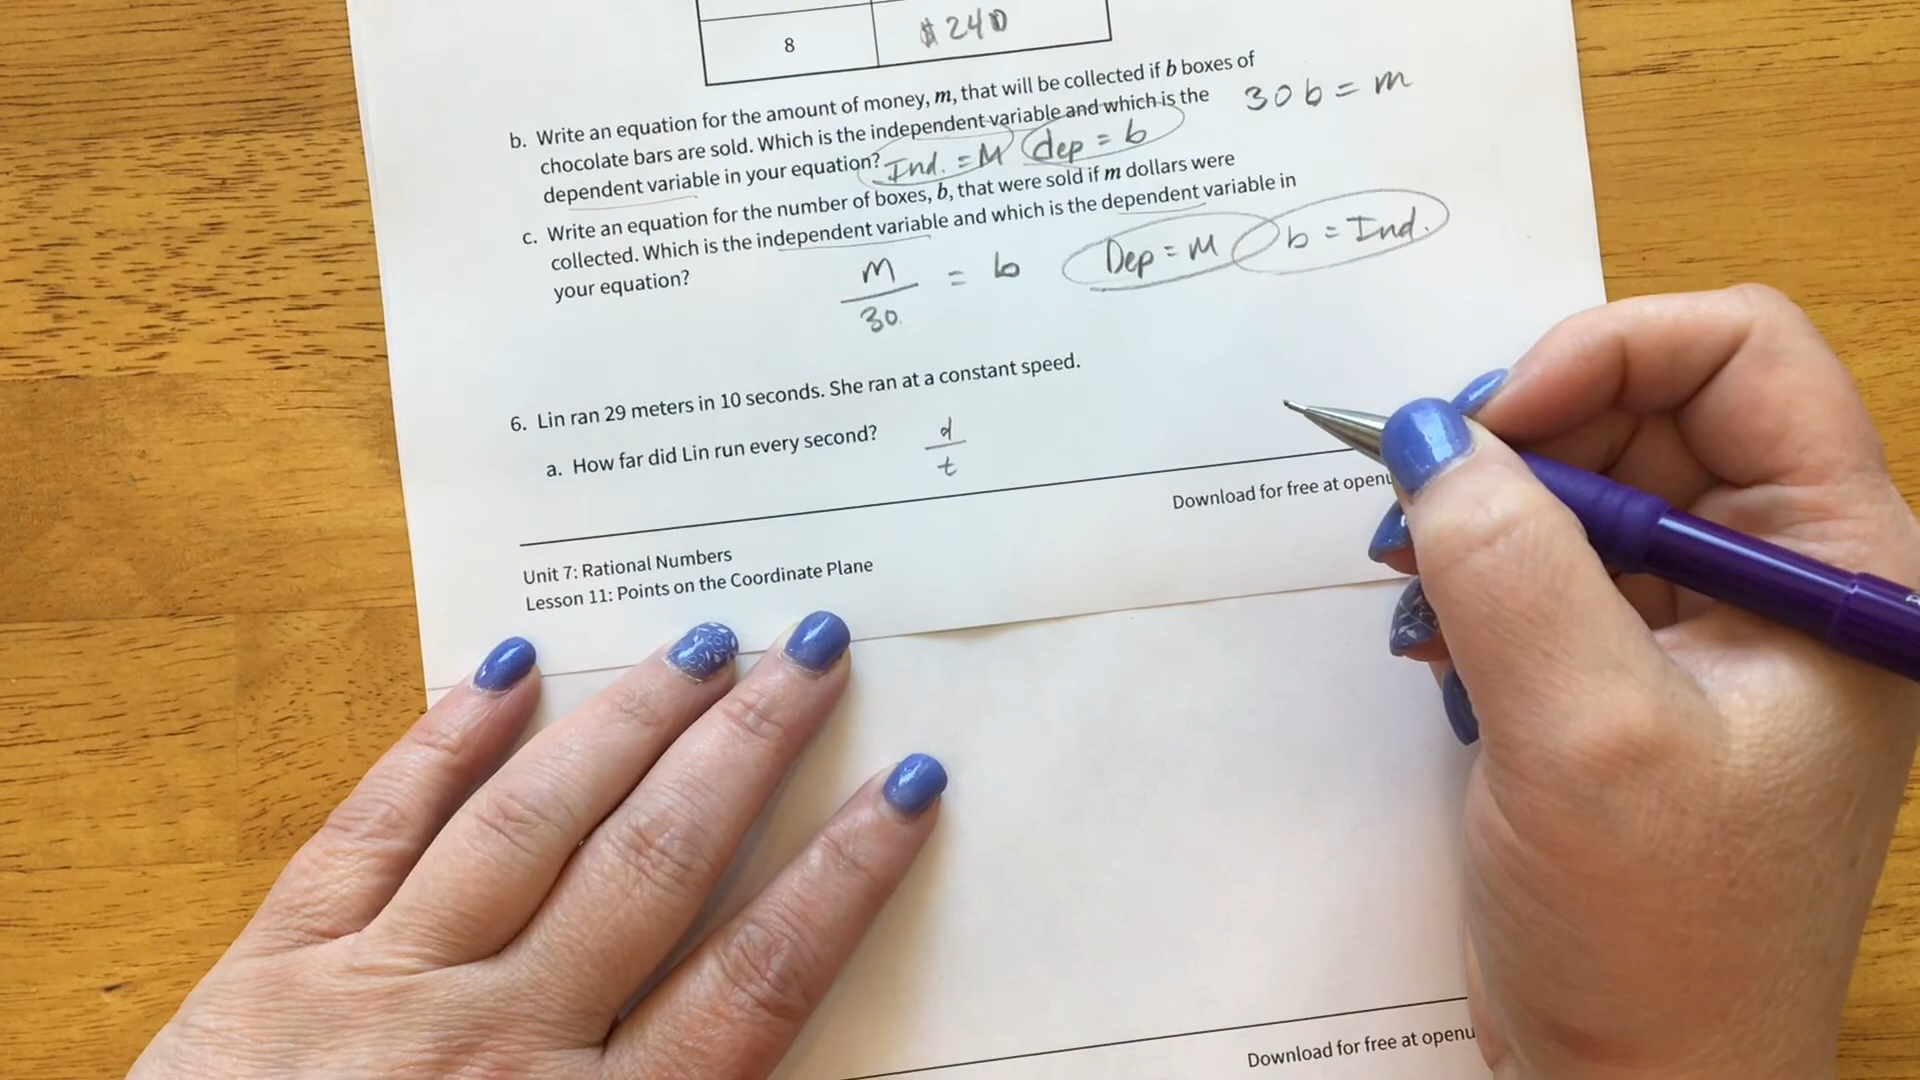 8 $240
b. Write an equation for the amount of money, m, that will be collected if b boxes of
chocolate bars are sold. Which is the independent variable and which is the
dependent variable in your equation? Ind. = M dep = b
30b = m
c. Write an equation for the number of boxes, b, that were sold if m dollars were
collected. Which is the independent variable and which is the dependent variable in
your equation?
m
30.
= b
Dep = M b = Ind.
6. Lin ran 29 meters in 10 seconds. She ran at a constant speed.
a. How far did Lin run every second?
d
t
Download for free at openu
Unit 7: Rational Numbers
Lesson 11: Points on the Coordinate Plane
Download for free at openu